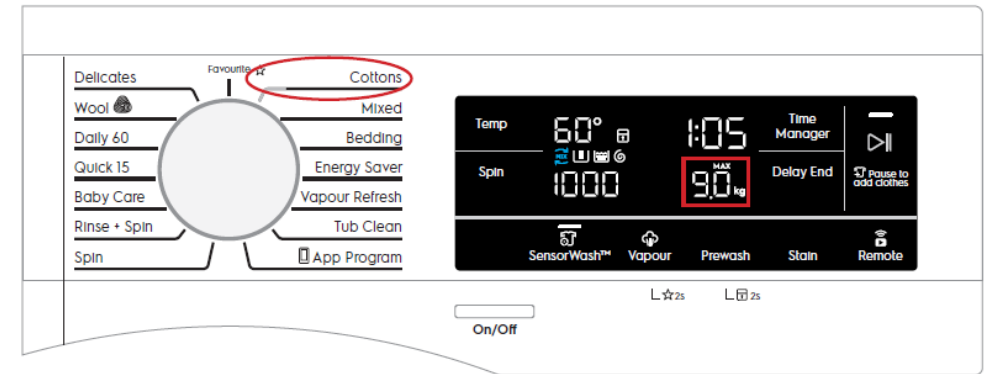 Favourite
Delicates
Wool
Daily 60
Quick 15
Baby Care
Rinse + Spin
Spin
Cottons
Mixed
Bedding
Energy Saver
Vapour Refresh
Tub Clean
App Program
Temp
60°
1:05
Time
Manager
MIX
Spin
1000
MAX
9.0 kg
Delay End
Pause to
add clothes
SensorWash™
Vapour
Prewash
Stain
Remote
2s
2s
On/Off